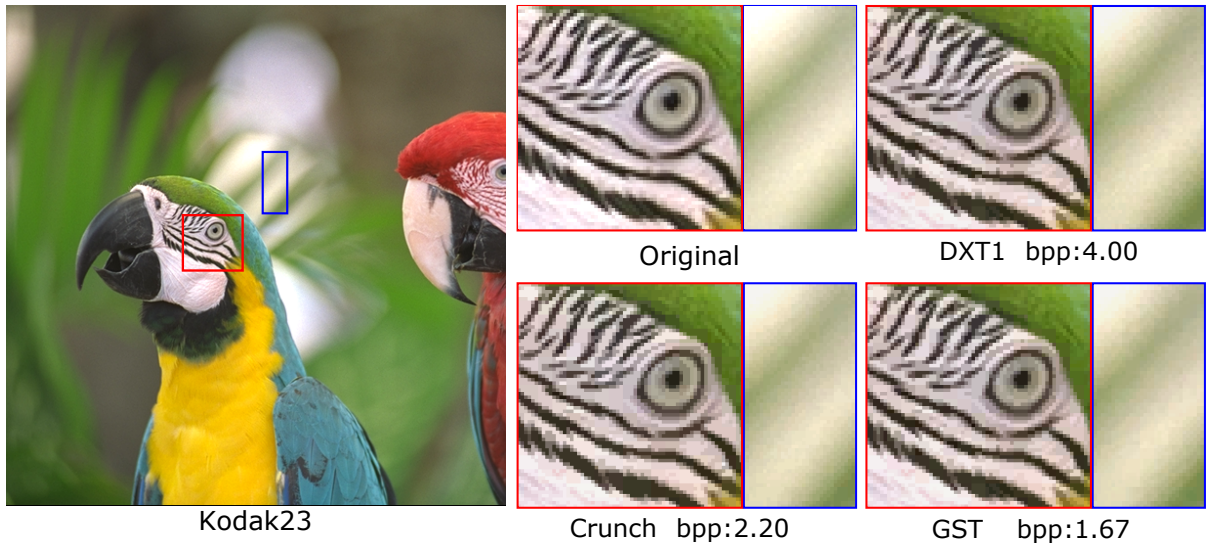 Original
DXT1 bpp:4.00
Kodak23
Crunch bpp:2.20
GST bpp:1.67